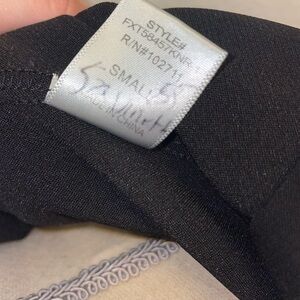 STYLE#
FXT58457KNR
R/N#102711
SMALL
MADE IN CHINA